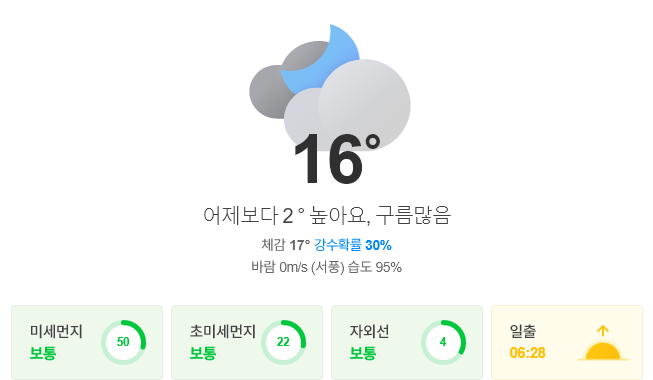 16°
어제보다 2° 높아요, 구름많음
체감 17° 강수확률 30%
바람 0m/s (서풍) 습도 95%
미세먼지
보통
50
초미세먼지
보통
22
자외선
보통
4
일출
06:28